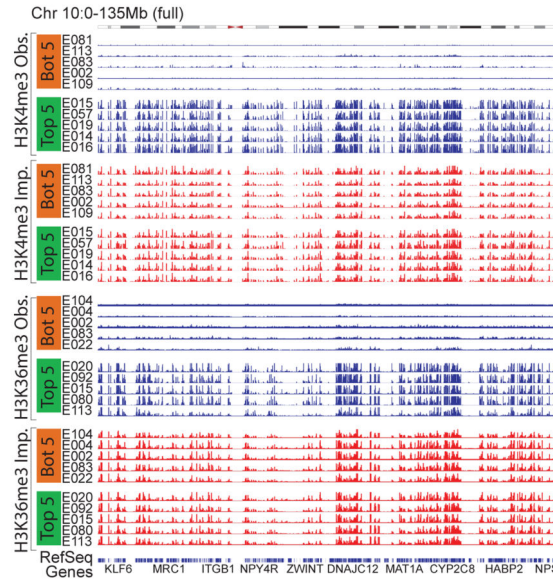 Chr 10:0-135Mb (full)
H3K4me3 Obs.
Bot 5
E081
E113
E083
E002
E109
Top 5
E015
E057
E019
E014
E016
H3K4me3 Imp.
Bot 5
E081
E113
E083
E002
E109
Top 5
E015
E057
E019
E014
E016
H3K36me3 Obs.
Bot 5
E104
E004
E002
E083
E022
Top 5
E020
E092
E015
E080
E113
H3K36me3 Imp.
Bot 5
E104
E004
E002
E083
E022
Top 5
E020
E092
E015
E080
E113
RefSeq
Genes
KLF6 MRC1 ITGB1 NPY4R ZWINT DNAJC12 MAT1A CYP2C8 HABP2